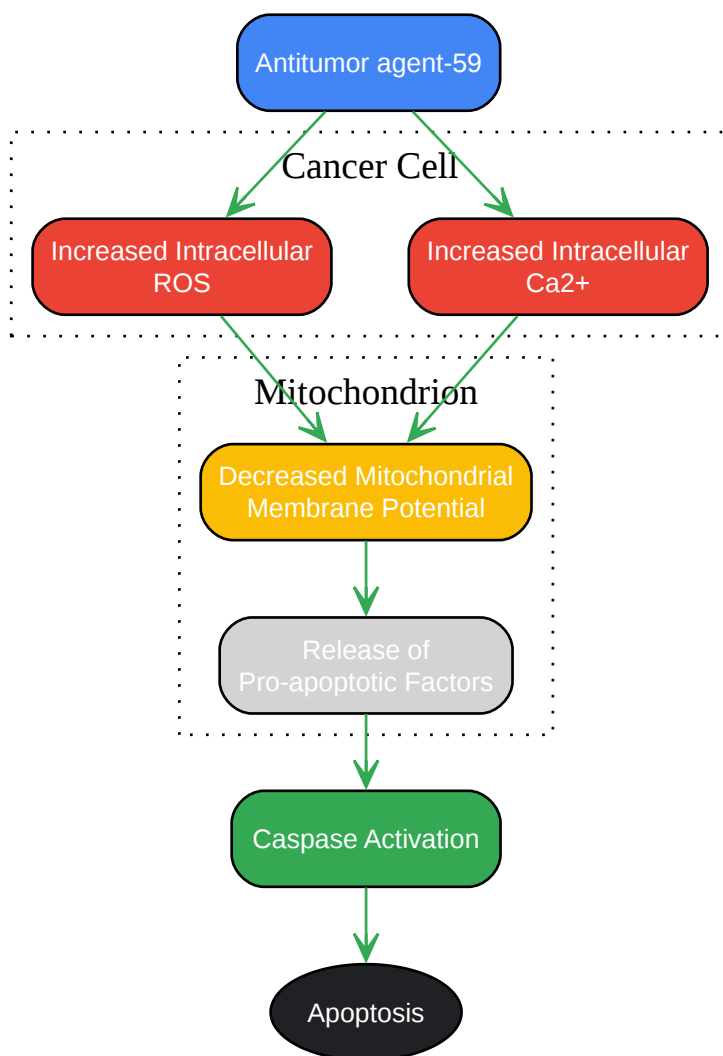 Antitumor agent-59
Cancer Cell
Increased Intracellular
ROS
Increased Intracellular
Ca2+
Mitochondrion
Decreased Mitochondrial
Membrane Potential
Release of
Pro-apoptotic Factors
Caspase Activation
Apoptosis